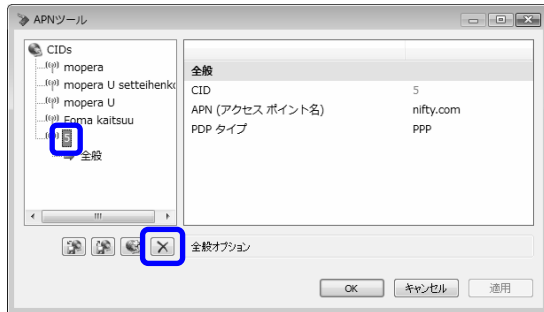 APNツール
CIDs
mopera
mopera U setteihenkc
mopera U
Foma kaitsuu
5
全般
全般
CID 5
APN (アクセス ポイント名) nifty.com
PDP タイプ PPP
全般オプション
OK キャンセル 適用